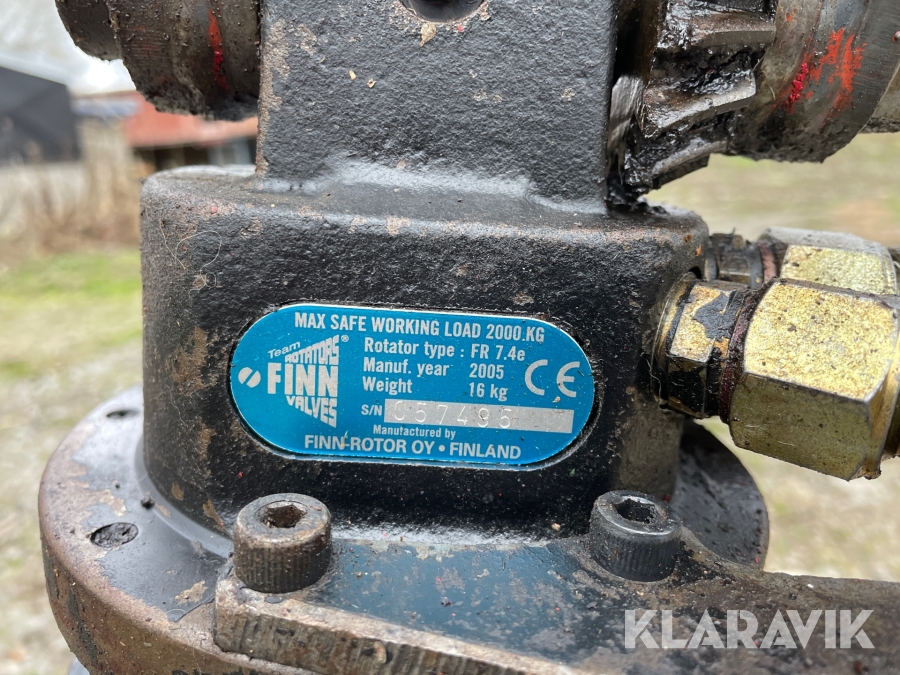 MAX SAFE WORKING LOAD 2000 KG
Team
ROTATORS®
FINN
VALVES
Rotator type : FR 7.4e
Manuf. year 2005
Weight 16 kg
CE
S/N 057496
Manufactured by
FINN-ROTOR OY • FINLAND
KLARAVIK